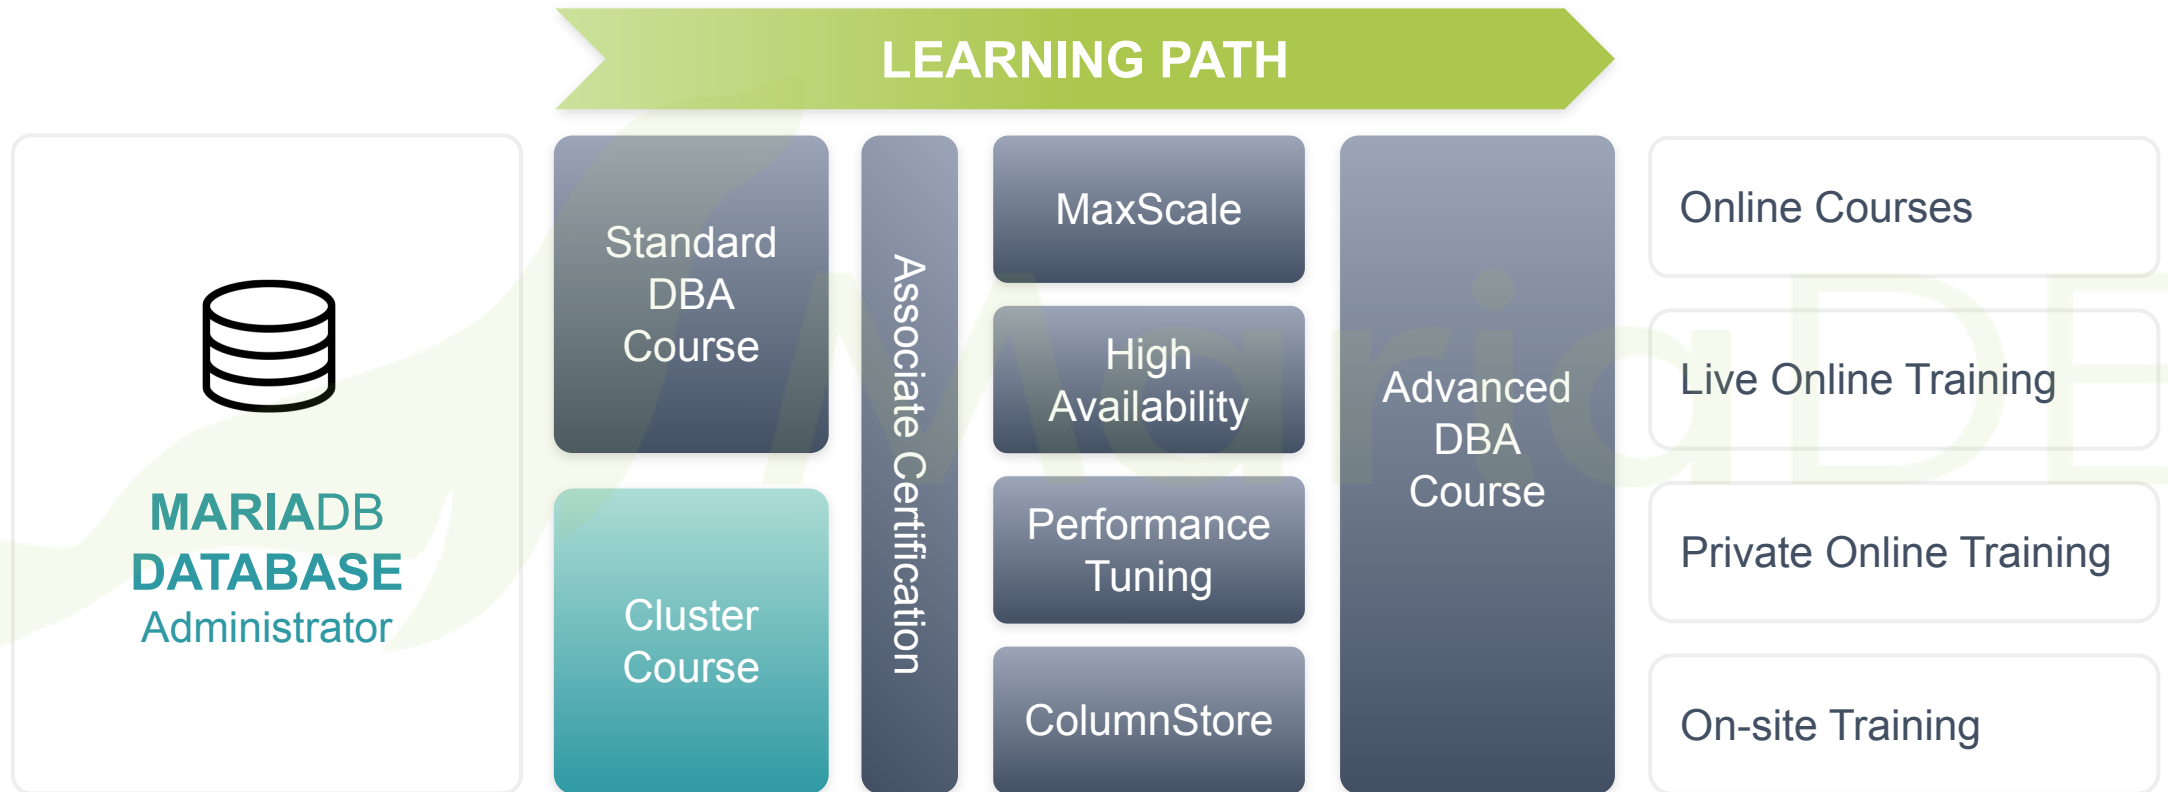 LEARNING PATH
MARIADB
DATABASE
Administrator
Standard
DBA
Course
Cluster
Course
Associate Certification
MaxScale
High
Availability
Performance
Tuning
ColumnStore
Advanced
DBA
Course
Online Courses
Live Online Training
Private Online Training
On-site Training
MariaDB